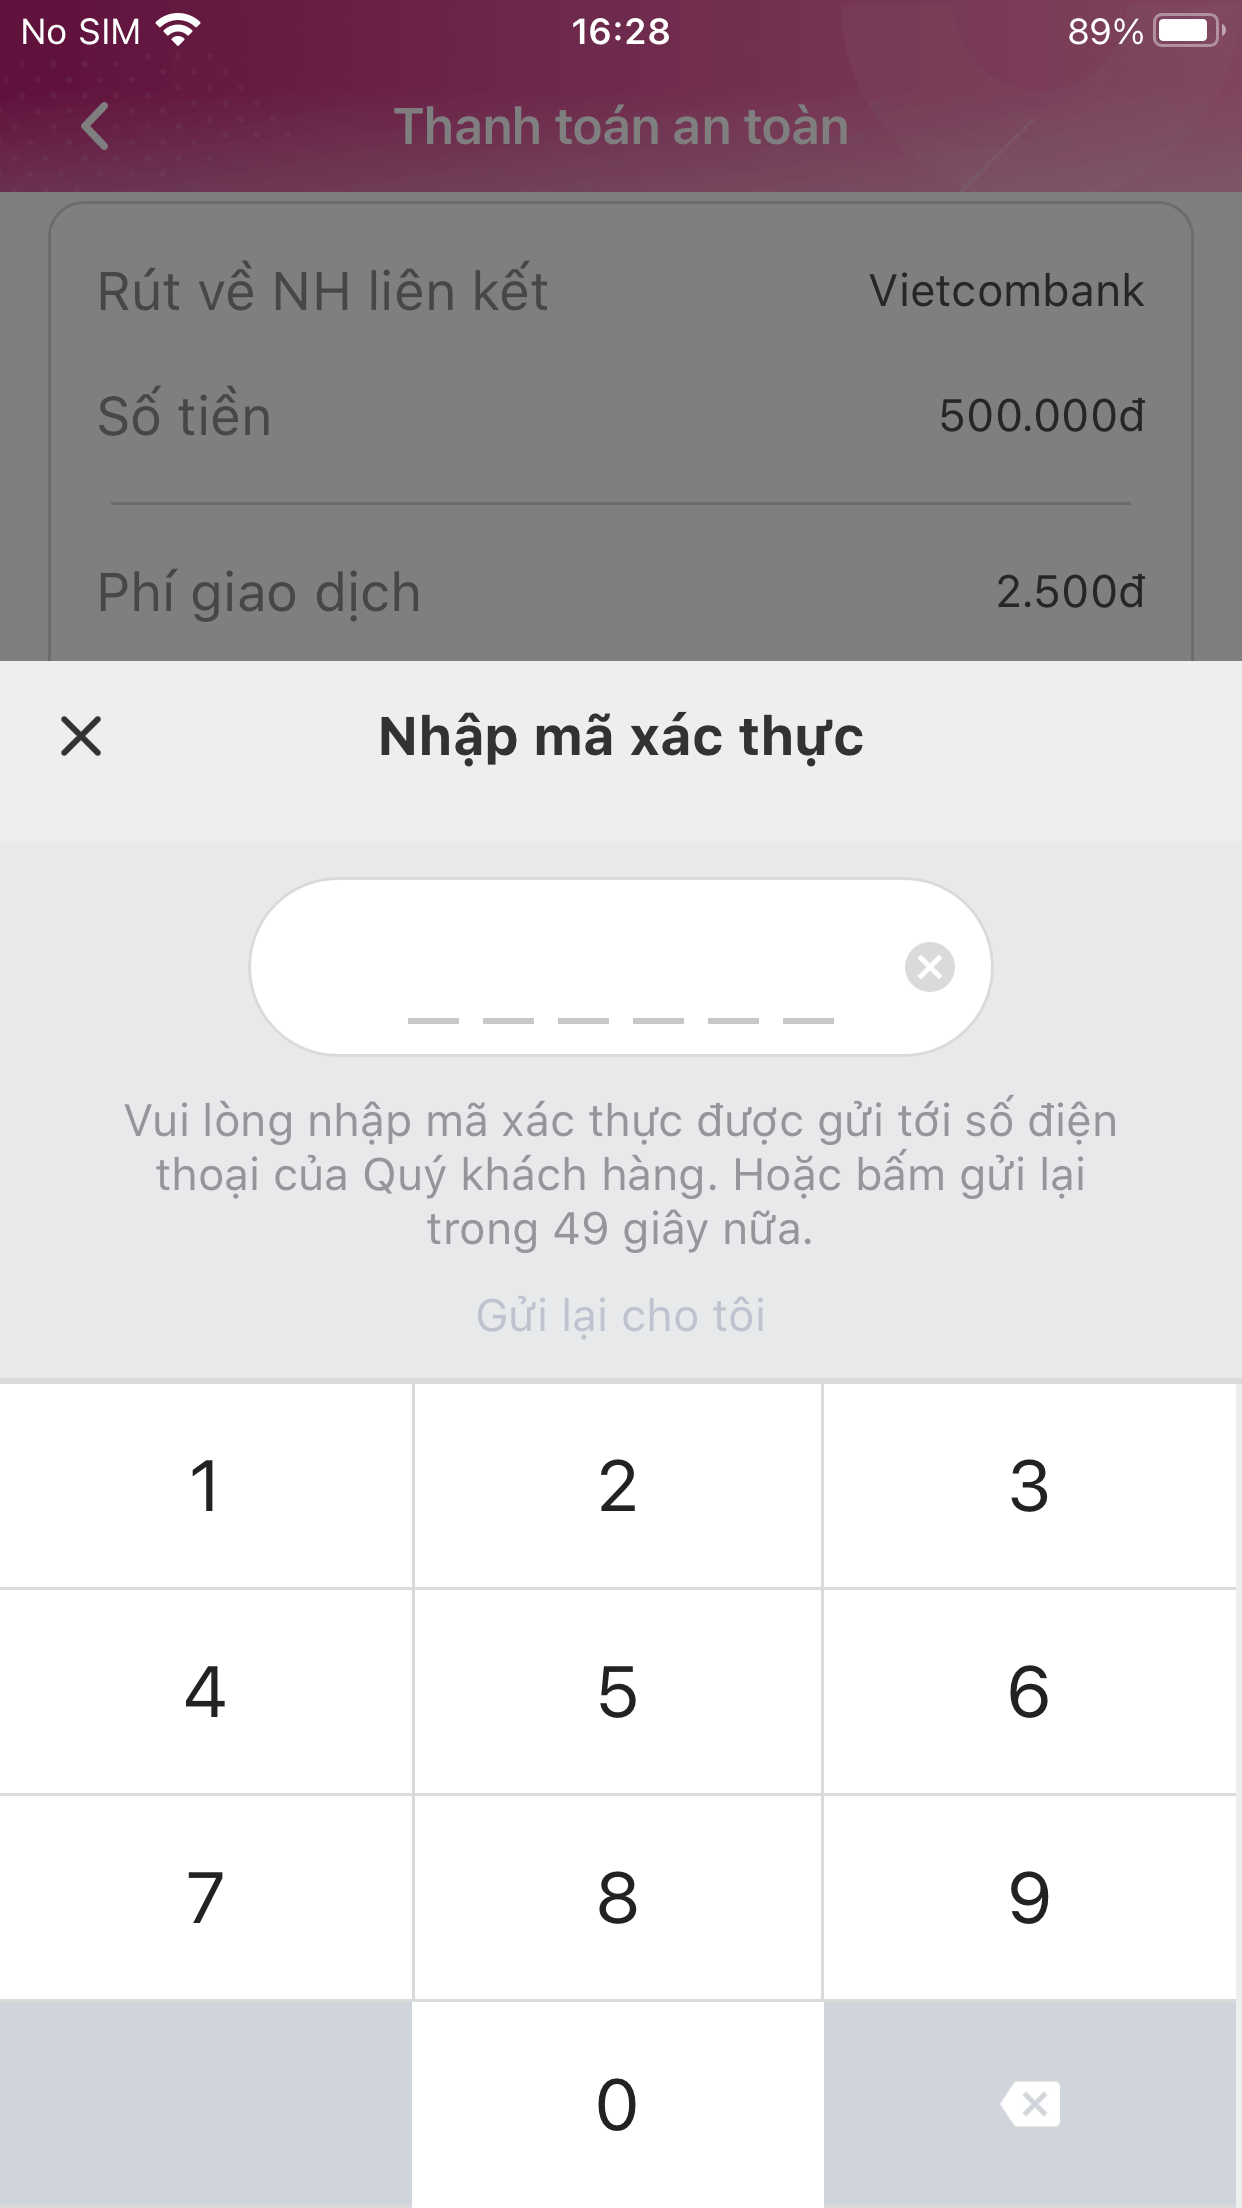 No SIM 16:28 89%
Thanh toán an toàn
Rút về NH liên kết Vietcombank
Số tiền 500.000đ
Phí giao dịch 2.500đ
Nhập mã xác thực
Vui lòng nhập mã xác thực được gửi tới số điện
thoại của Quý khách hàng. Hoặc bấm gửi lại
trong 49 giây nữa.
Gửi lại cho tôi
1 2 3
4 5 6
7 8 9
0